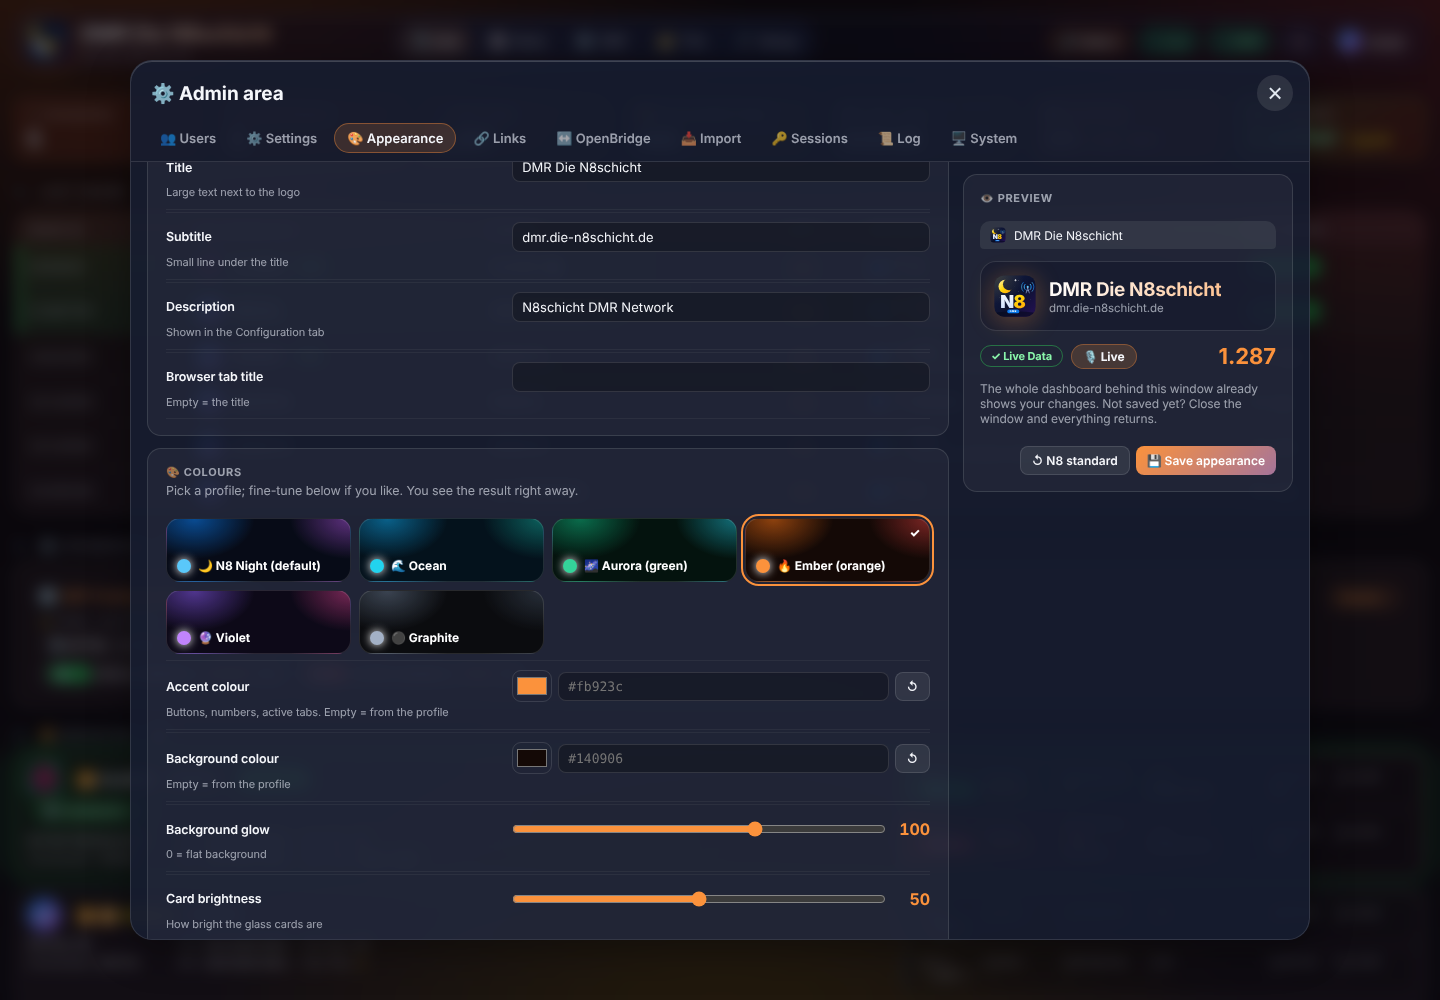 Admin area
Users
Settings
Appearance
Links
OpenBridge
Import
Sessions
Log
System
Title
DMR Die N8schicht
Large text next to the logo
Subtitle
dmr.die-n8schicht.de
Small line under the title
Description
N8schicht DMR Network
Shown in the Configuration tab
Browser tab title
Empty = the title
COLOURS
Pick a profile; fine-tune below if you like. You see the result right away.
N8 Night (default)
Ocean
Aurora (green)
Ember (orange)
Violet
Graphite
Accent colour
#fb923c
Buttons, numbers, active tabs. Empty = from the profile
Background colour
#140906
Empty = from the profile
Background glow
100
0 = flat background
Card brightness
50
How bright the glass cards are
PREVIEW
N8
DMR Die N8schicht
N8
DMR Die N8schicht
dmr.die-n8schicht.de
✓ Live Data
Live
1.287
The whole dashboard behind this window already
shows your changes. Not saved yet? Close the
window and everything returns.
N8 standard
Save appearance